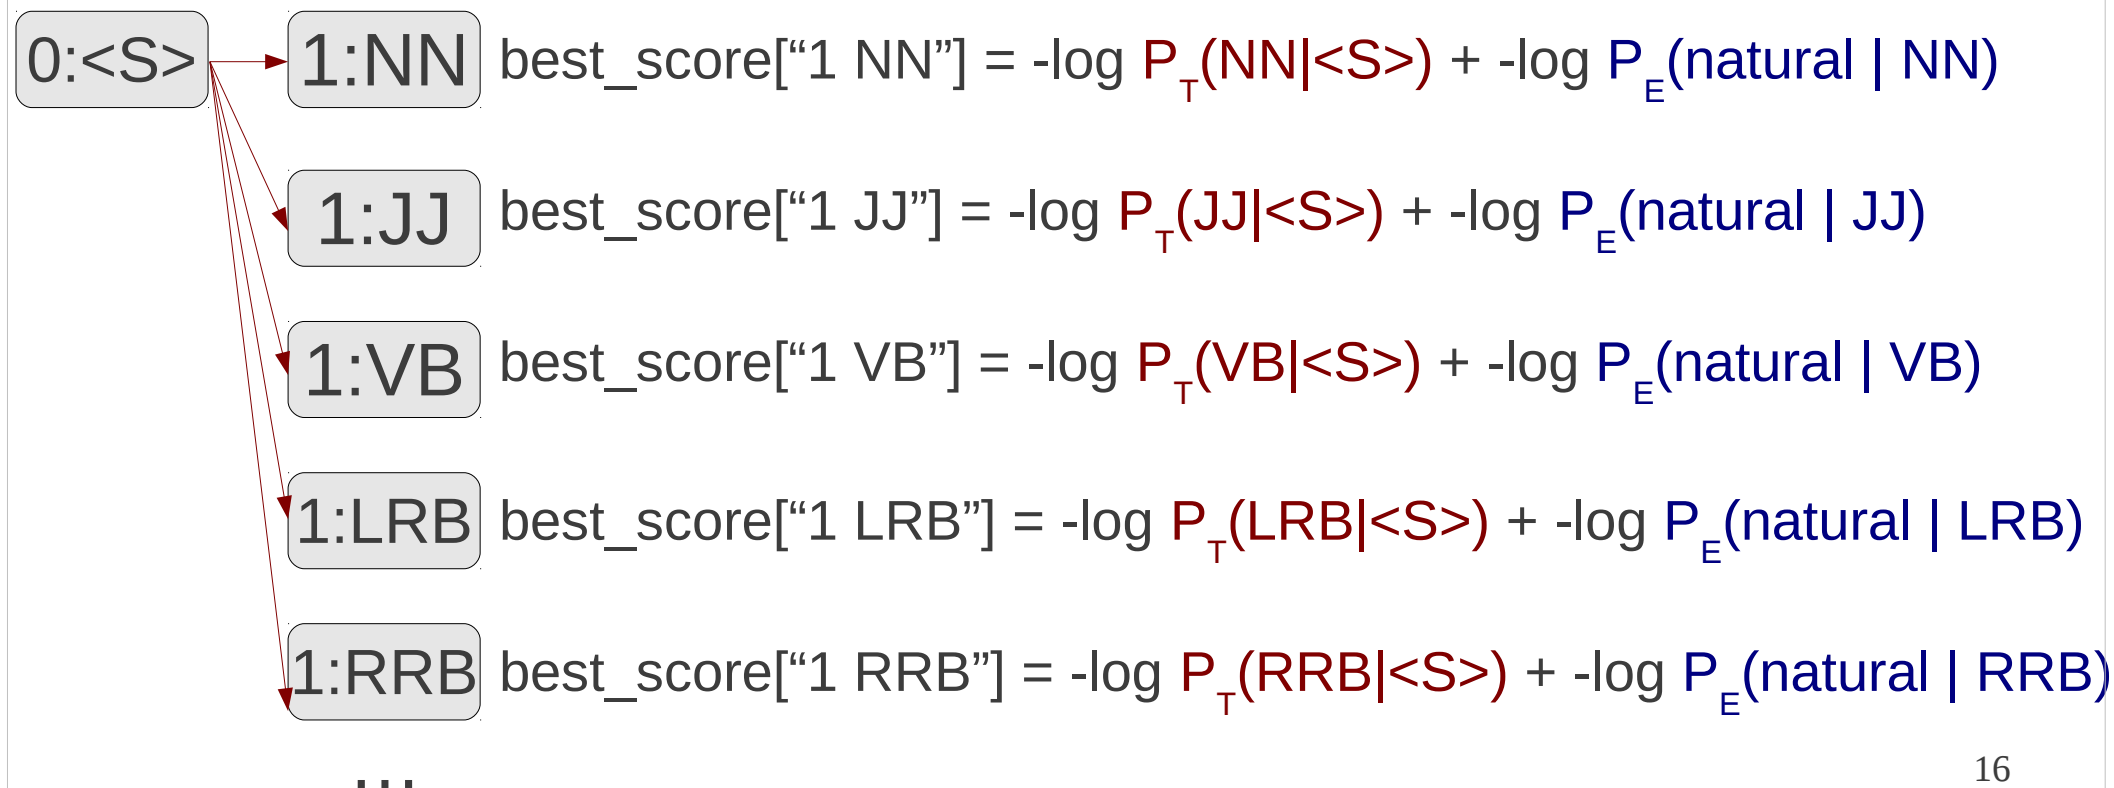 0:<S> 1:NN best_score[“1 NN”] = -log PT(NN|<S>) + -log PE(natural | NN)
1:JJ best_score[“1 JJ”] = -log PT(JJ|<S>) + -log PE(natural | JJ)
1:VB best_score[“1 VB”] = -log PT(VB|<S>) + -log PE(natural | VB)
1:LRB best_score[“1 LRB”] = -log PT(LRB|<S>) + -log PE(natural | LRB)
1:RRB best_score[“1 RRB”] = -log PT(RRB|<S>) + -log PE(natural | RRB)
…
16